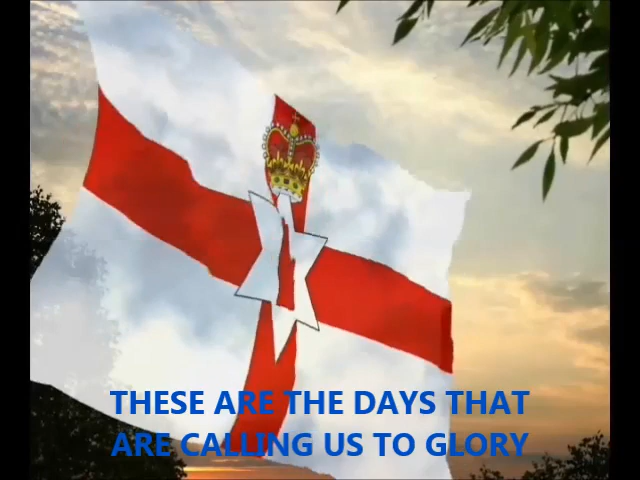 THESE ARE THE DAYS THAT
ARE CALLING US TO GLORY